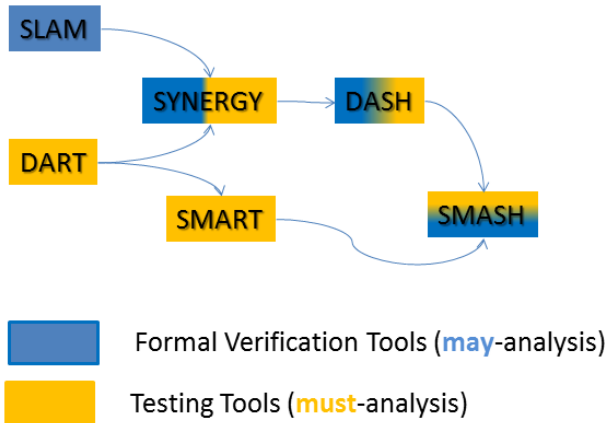 SLAM
SYNERGY
DASH
DART
SMART
SMASH
Formal Verification Tools (may-analysis)
Testing Tools (must-analysis)